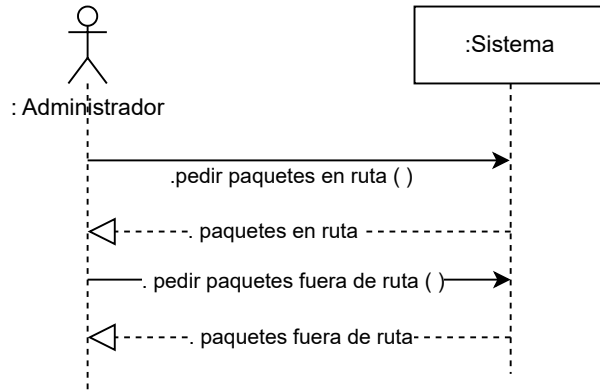 :Sistema
: Administrador
.pedir paquetes en ruta ( )
. paquetes en ruta
. pedir paquetes fuera de ruta ( )
. paquetes fuera de ruta